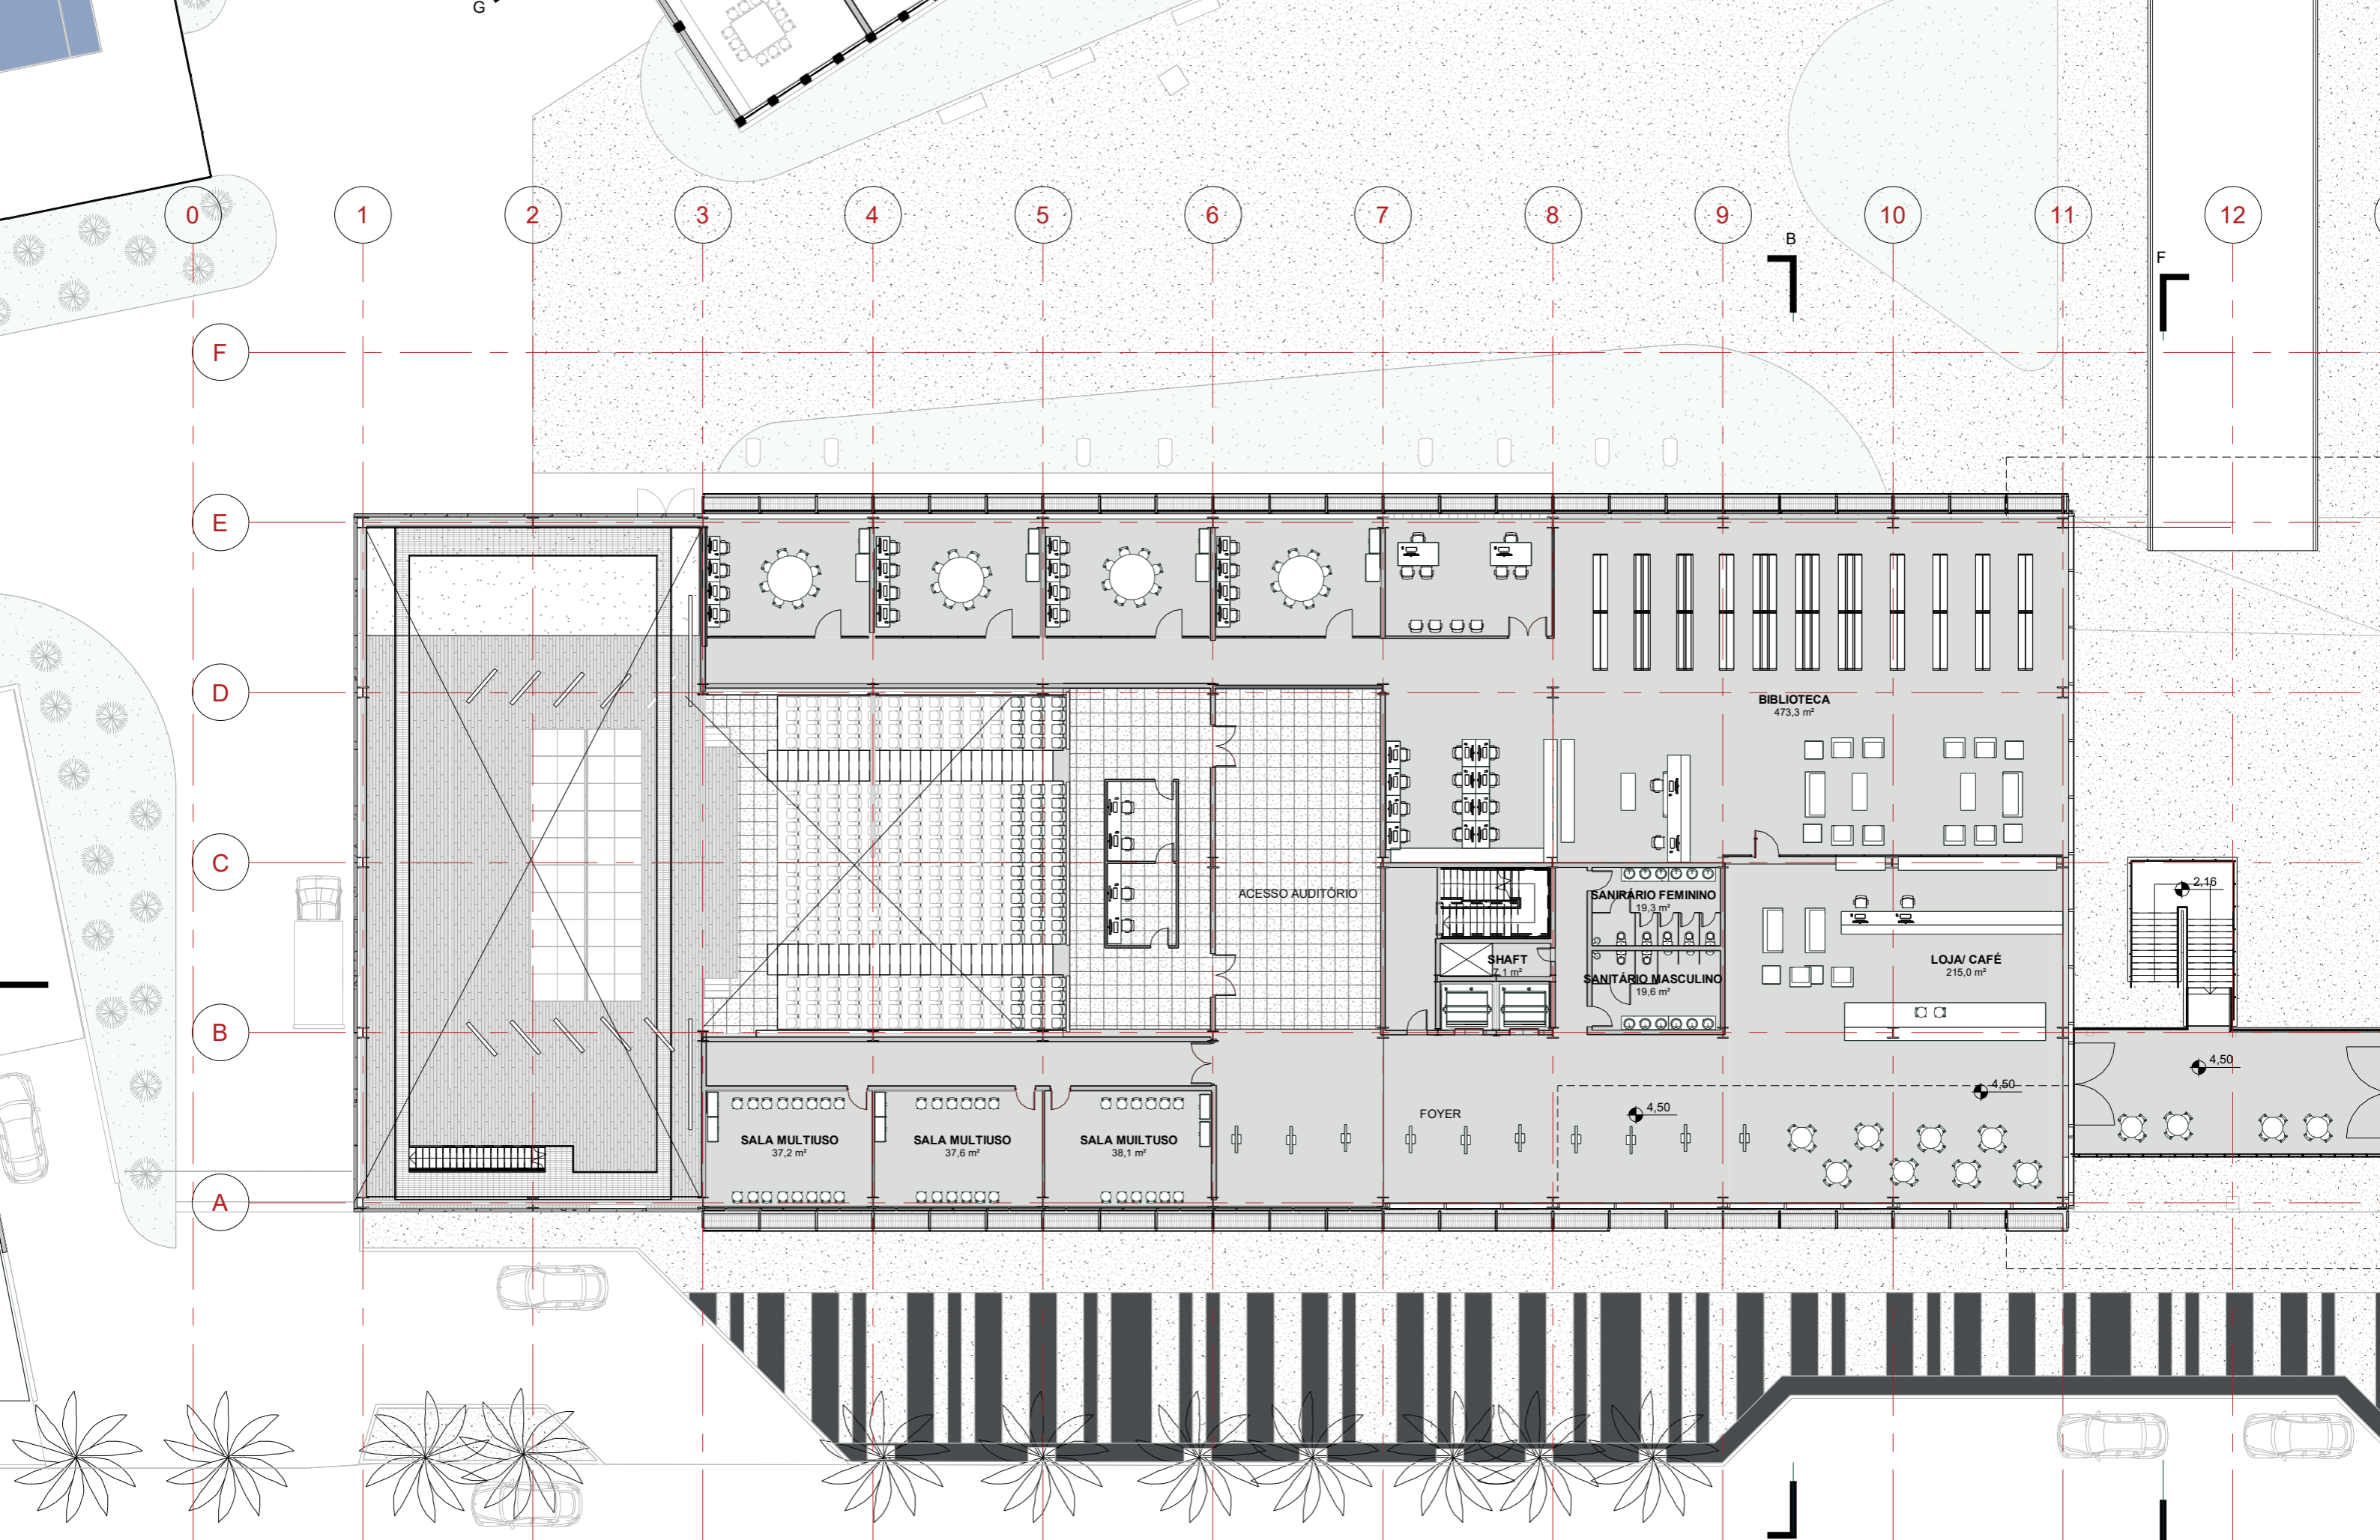 G
0
1
2
3
4
5
6
7
8
9
10
11
12
B
F
F
E
D
BIBLIOTECA
473,3 m²
C
2,16
ACESSO AUDITÓRIO
SANIRÁRIO FEMININO
19,3 m²
SHAFT
7,1 m²
LOJA/ CAFÉ
215,0 m²
SANITÁRIO MASCULINO
19,6 m²
B
4,50
4,50
4,50
FOYER
SALA MULTIUSO
37,2 m²
SALA MULTIUSO
37,6 m²
SALA MUILTUSO
38,1 m²
A